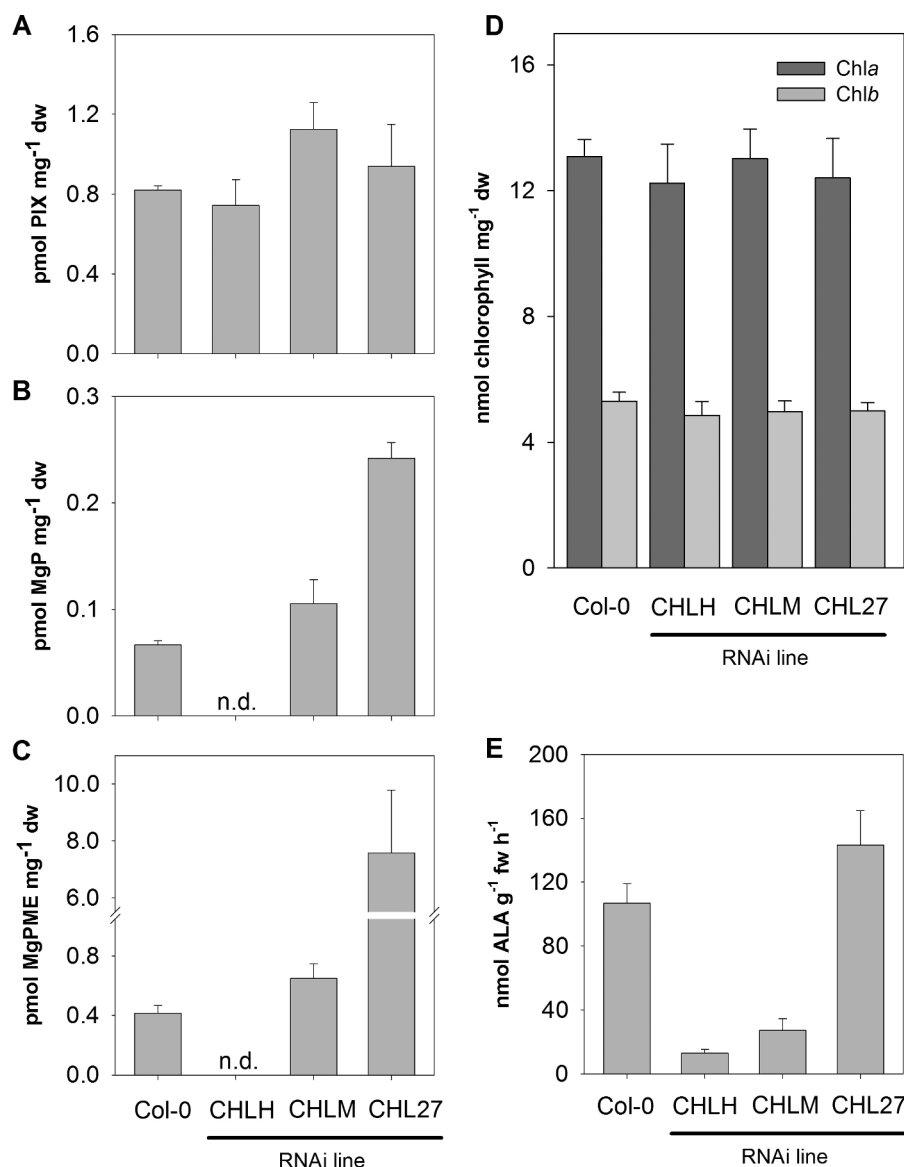 A
pmol PIX mg⁻¹ dw
1.6
1.2
0.8
0.4
0.0
B
pmol MgP mg⁻¹ dw
0.3
0.2
0.1
0.0
n.d.
C
pmol MgPME mg⁻¹ dw
10.0
8.0
6.0
0.8
0.4
0.0
n.d.
Col-0 CHLH CHLM CHL27
RNAi line
D
nmol chlorophyll mg⁻¹ dw
16
12
8
4
0
Chla
Chlb
Col-0 CHLH CHLM CHL27
RNAi line
E
nmol ALA g⁻¹ fw h⁻¹
200
160
120
80
40
0
Col-0 CHLH CHLM CHL27
RNAi line